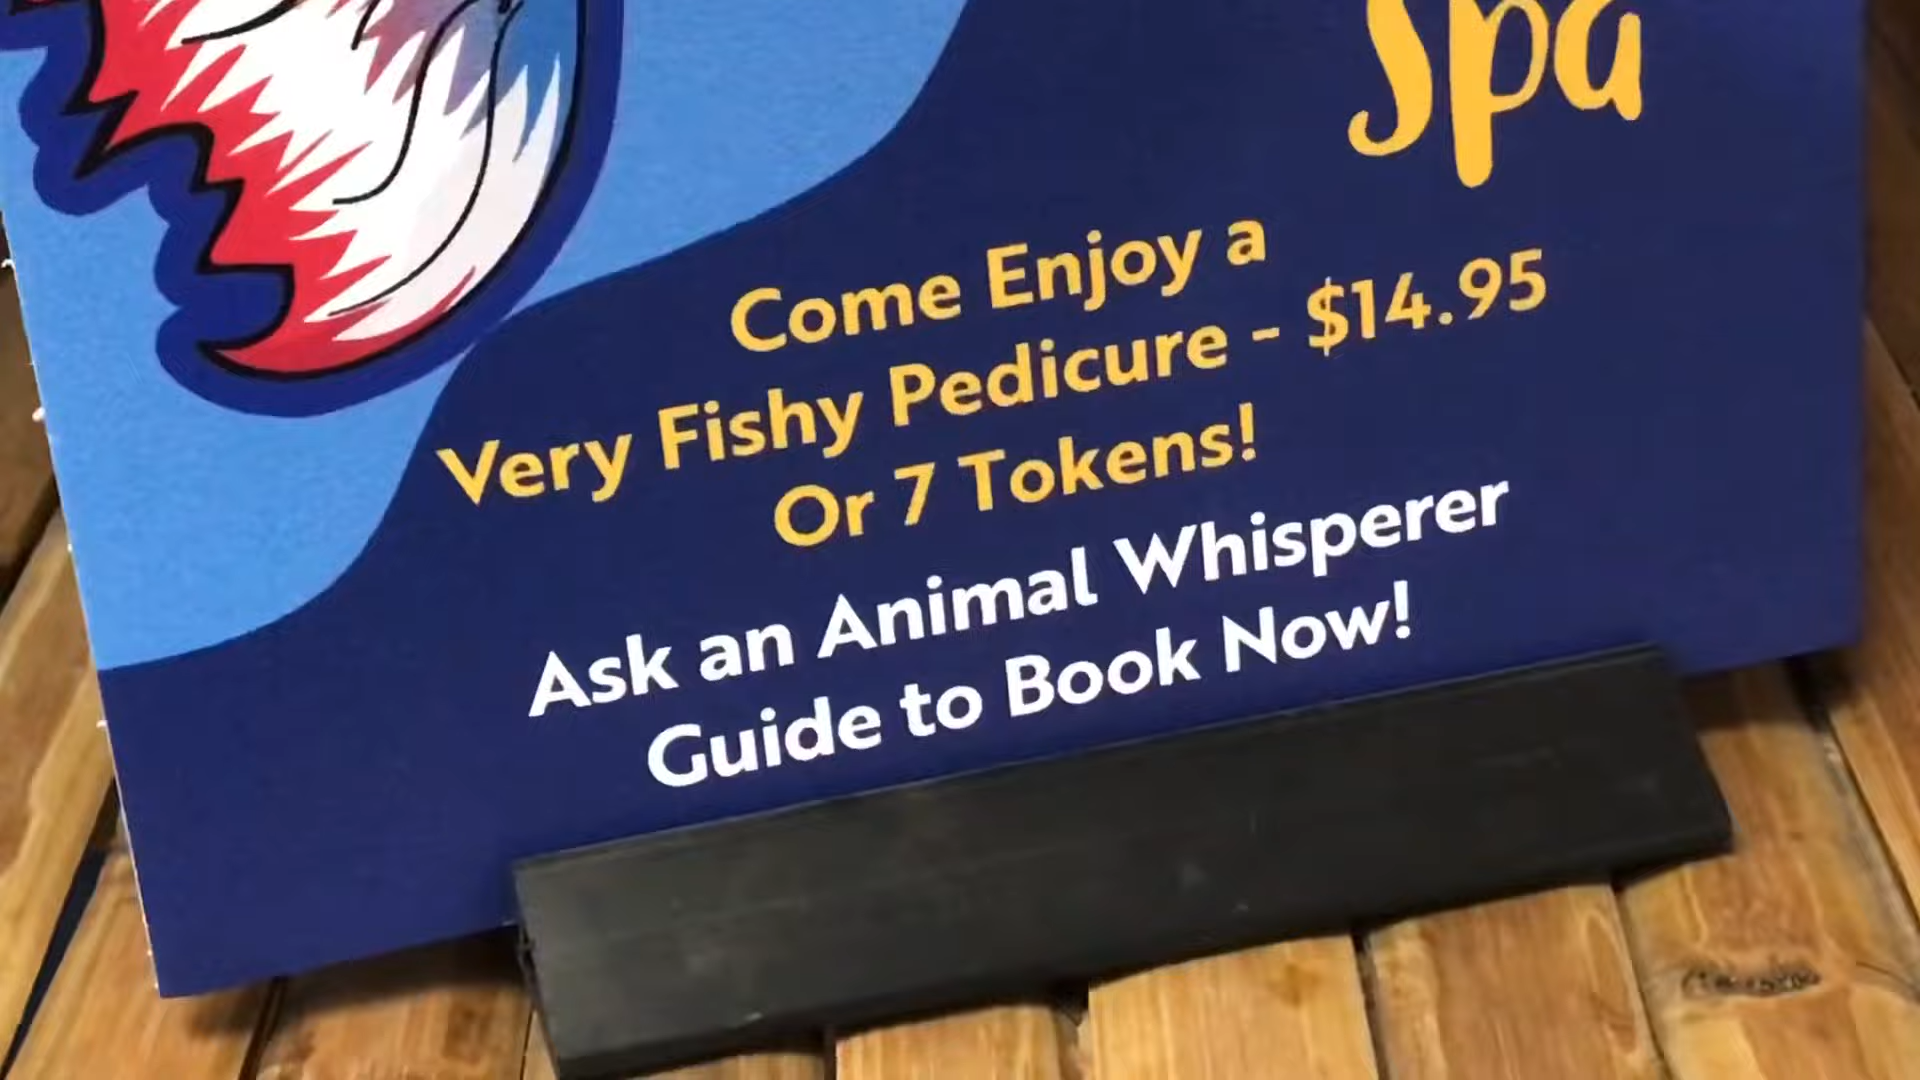 Spa
Come Enjoy a
Very Fishy Pedicure - $14.95
Or 7 Tokens!
Ask an Animal Whisperer
Guide to Book Now!